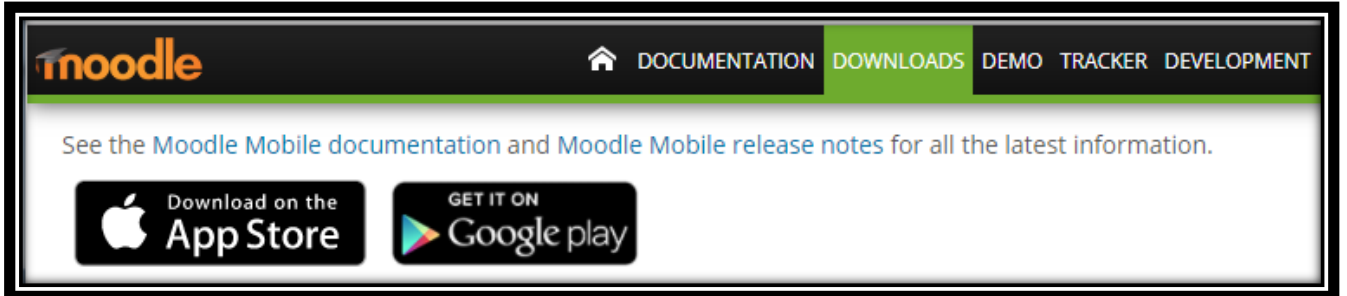 moodle
DOCUMENTATION DOWNLOADS DEMO TRACKER DEVELOPMENT
See the Moodle Mobile documentation and Moodle Mobile release notes for all the latest information.
Download on the
App Store
GET IT ON
Google play